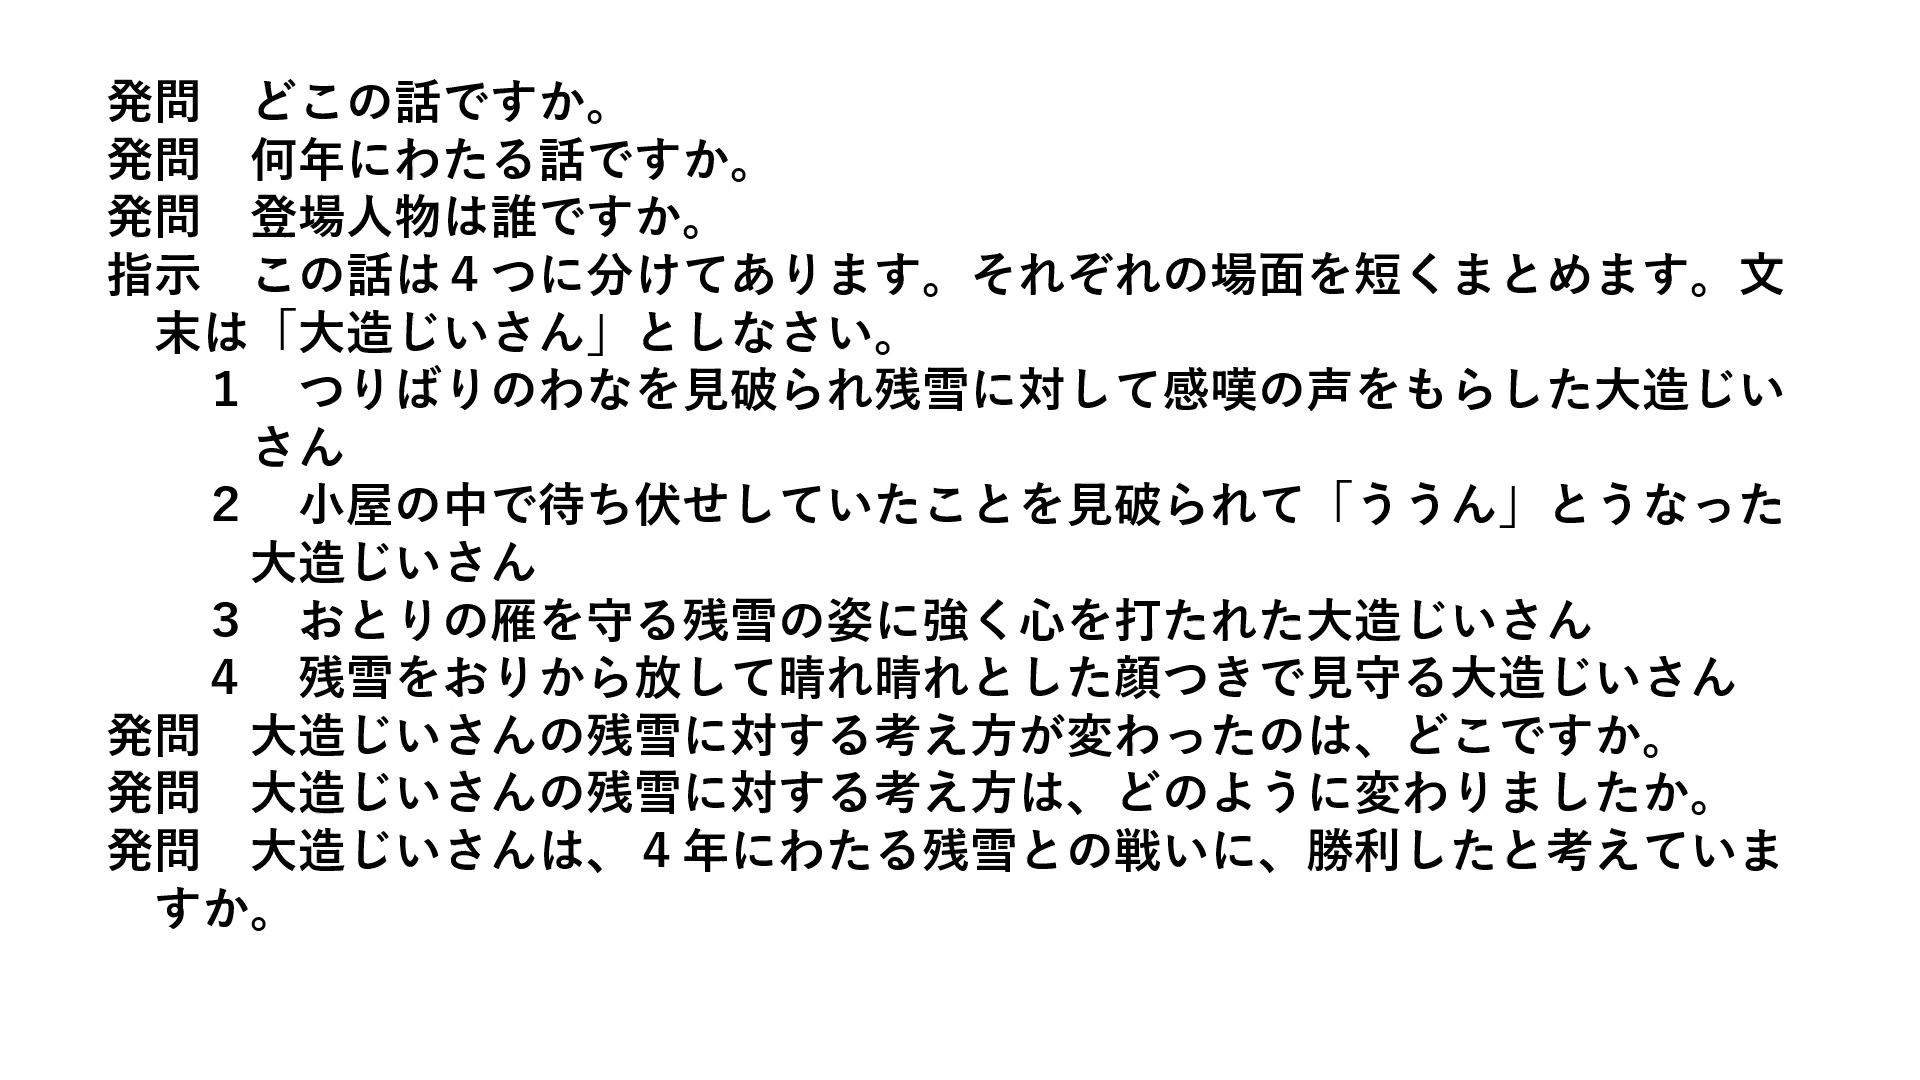 発問　どこの話ですか。
発問　何年にわたる話ですか。
発問　登場人物は誰ですか。
指示　この話は４つに分けてあります。それぞれの場面を短くまとめます。文
末は「大造じいさん」としなさい。
１　つりばりのわなを見破られ残雪に対して感嘆の声をもらした大造じい
さん
２　小屋の中で待ち伏せしていたことを見破られて「ううん」とうなった
大造じいさん
３　おとりの雁を守る残雪の姿に強く心を打たれた大造じいさん
４　残雪をおりから放して晴れ晴れとした顔つきで見守る大造じいさん
発問　大造じいさんの残雪に対する考え方が変わったのは、どこですか。
発問　大造じいさんの残雪に対する考え方は、どのように変わりましたか。
発問　大造じいさんは、４年にわたる残雪との戦いに、勝利したと考えていま
すか。